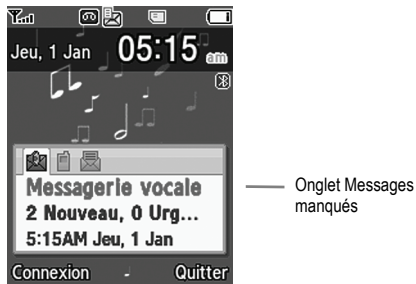 Jeu, 1 Jan 05:15 am
Messagerie vocale
2 Nouveau, 0 Urg...
5:15AM Jeu, 1 Jan
Connexion Quitter
Onglet Messages
manqués